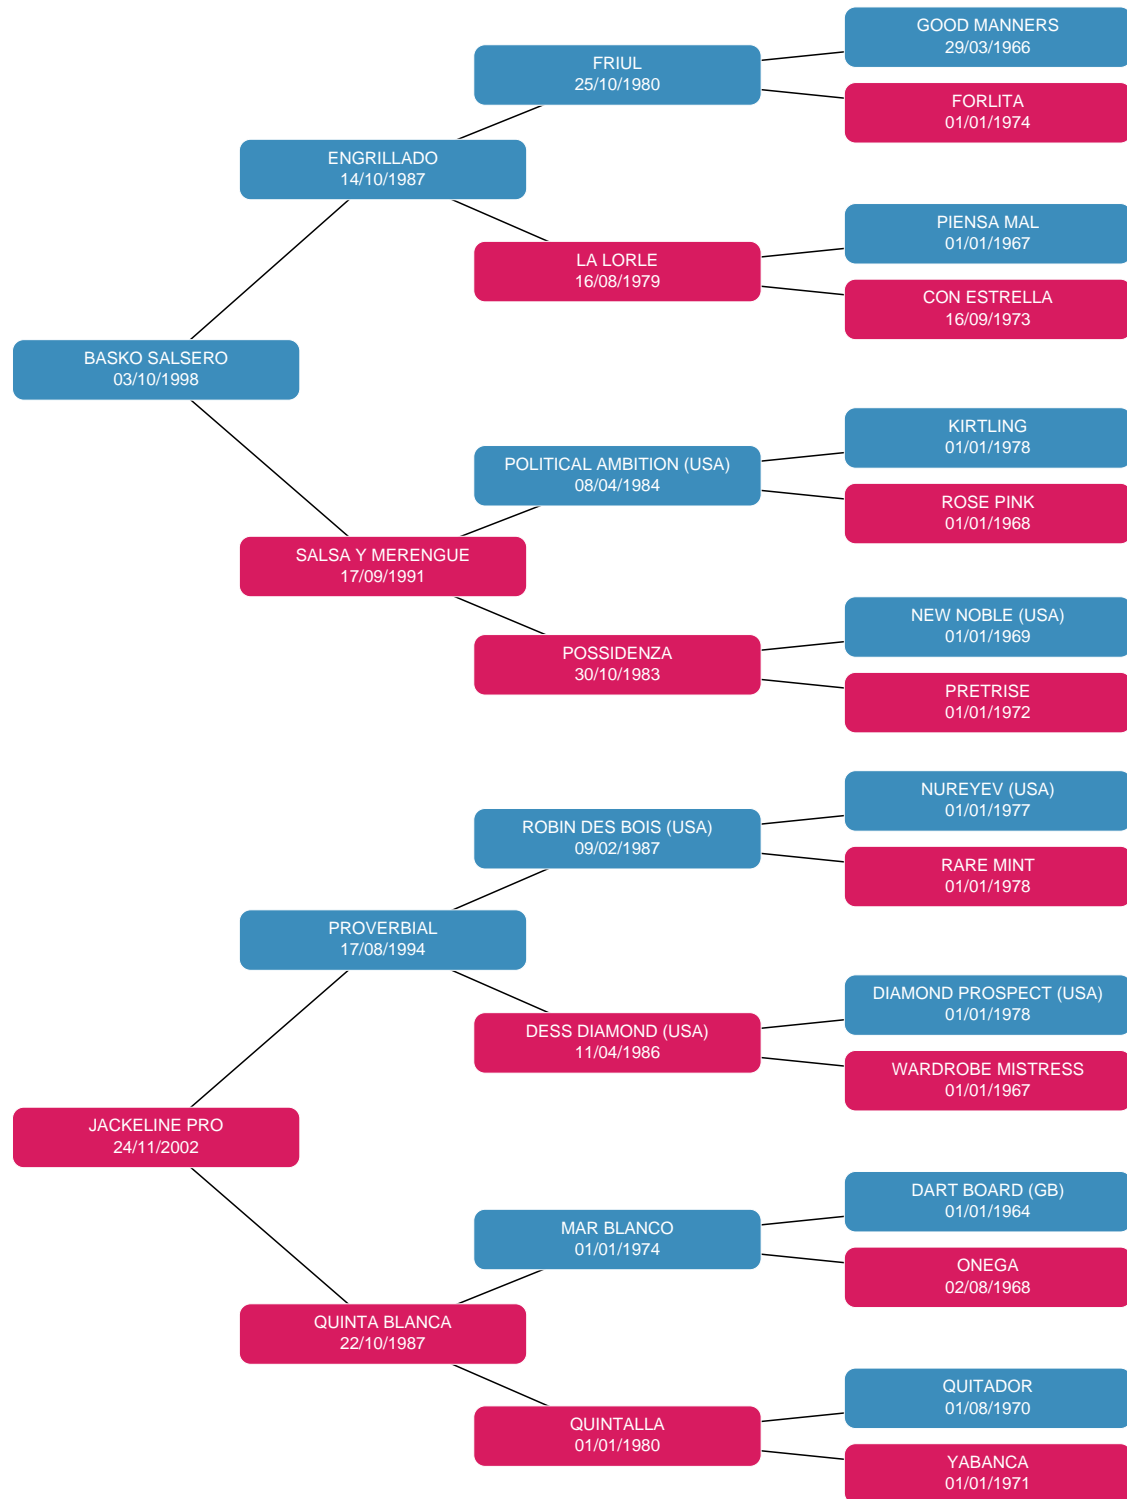 GOOD MANNERS
29/03/1966
FRIUL
25/10/1980
FORLITA
01/01/1974
ENGRILLADO
14/10/1987
PIENSA MAL
01/01/1967
LA LORLE
16/08/1979
CON ESTRELLA
16/09/1973
BASKO SALSERO
03/10/1998
KIRTLING
01/01/1978
POLITICAL AMBITION (USA)
08/04/1984
ROSE PINK
01/01/1968
SALSA Y MERENGUE
17/09/1991
NEW NOBLE (USA)
01/01/1969
POSSIDENZA
30/10/1983
PRETRISE
01/01/1972
NUREYEV (USA)
01/01/1977
ROBIN DES BOIS (USA)
09/02/1987
RARE MINT
01/01/1978
PROVERBIAL
17/08/1994
DIAMOND PROSPECT (USA)
01/01/1978
DESS DIAMOND (USA)
11/04/1986
WARDROBE MISTRESS
01/01/1967
JACKELINE PRO
24/11/2002
DART BOARD (GB)
01/01/1964
MAR BLANCO
01/01/1974
ONEGA
02/08/1968
QUINTA BLANCA
22/10/1987
QUITADOR
01/08/1970
QUINTALLA
01/01/1980
YABANCA
01/01/1971